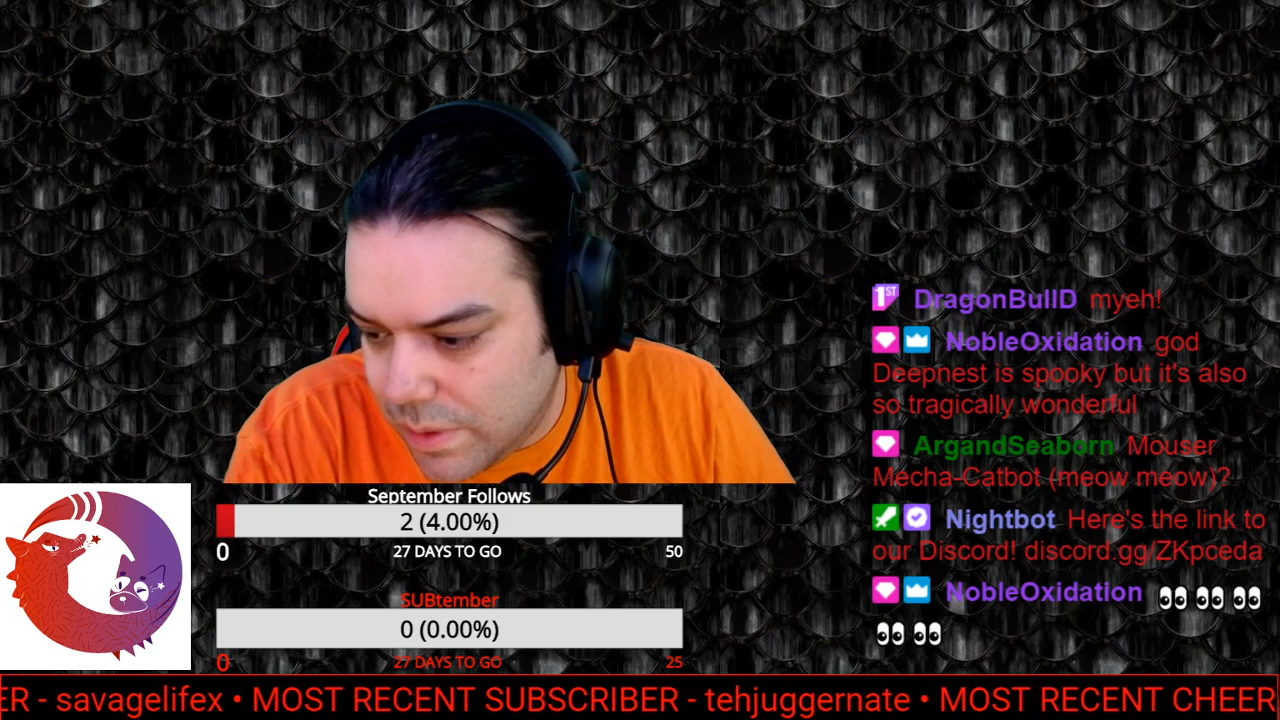 1ST DragonBullD myeh!
NobleOxidation god
Deepnest is spooky but it's also
so tragically wonderful
ArgandSeaborn Mouser
Mecha-Catbot (meow meow)?
Nightbot Here's the link to
our Discord! discord.gg/ZKpceda
NobleOxidation
September Follows
2 (4.00%)
0 27 DAYS TO GO 50
SUBtember
0 (0.00%)
0 27 DAYS TO GO 25
ER - savagelifex • MOST RECENT SUBSCRIBER - tehjuggernate • MOST RECENT CHEER